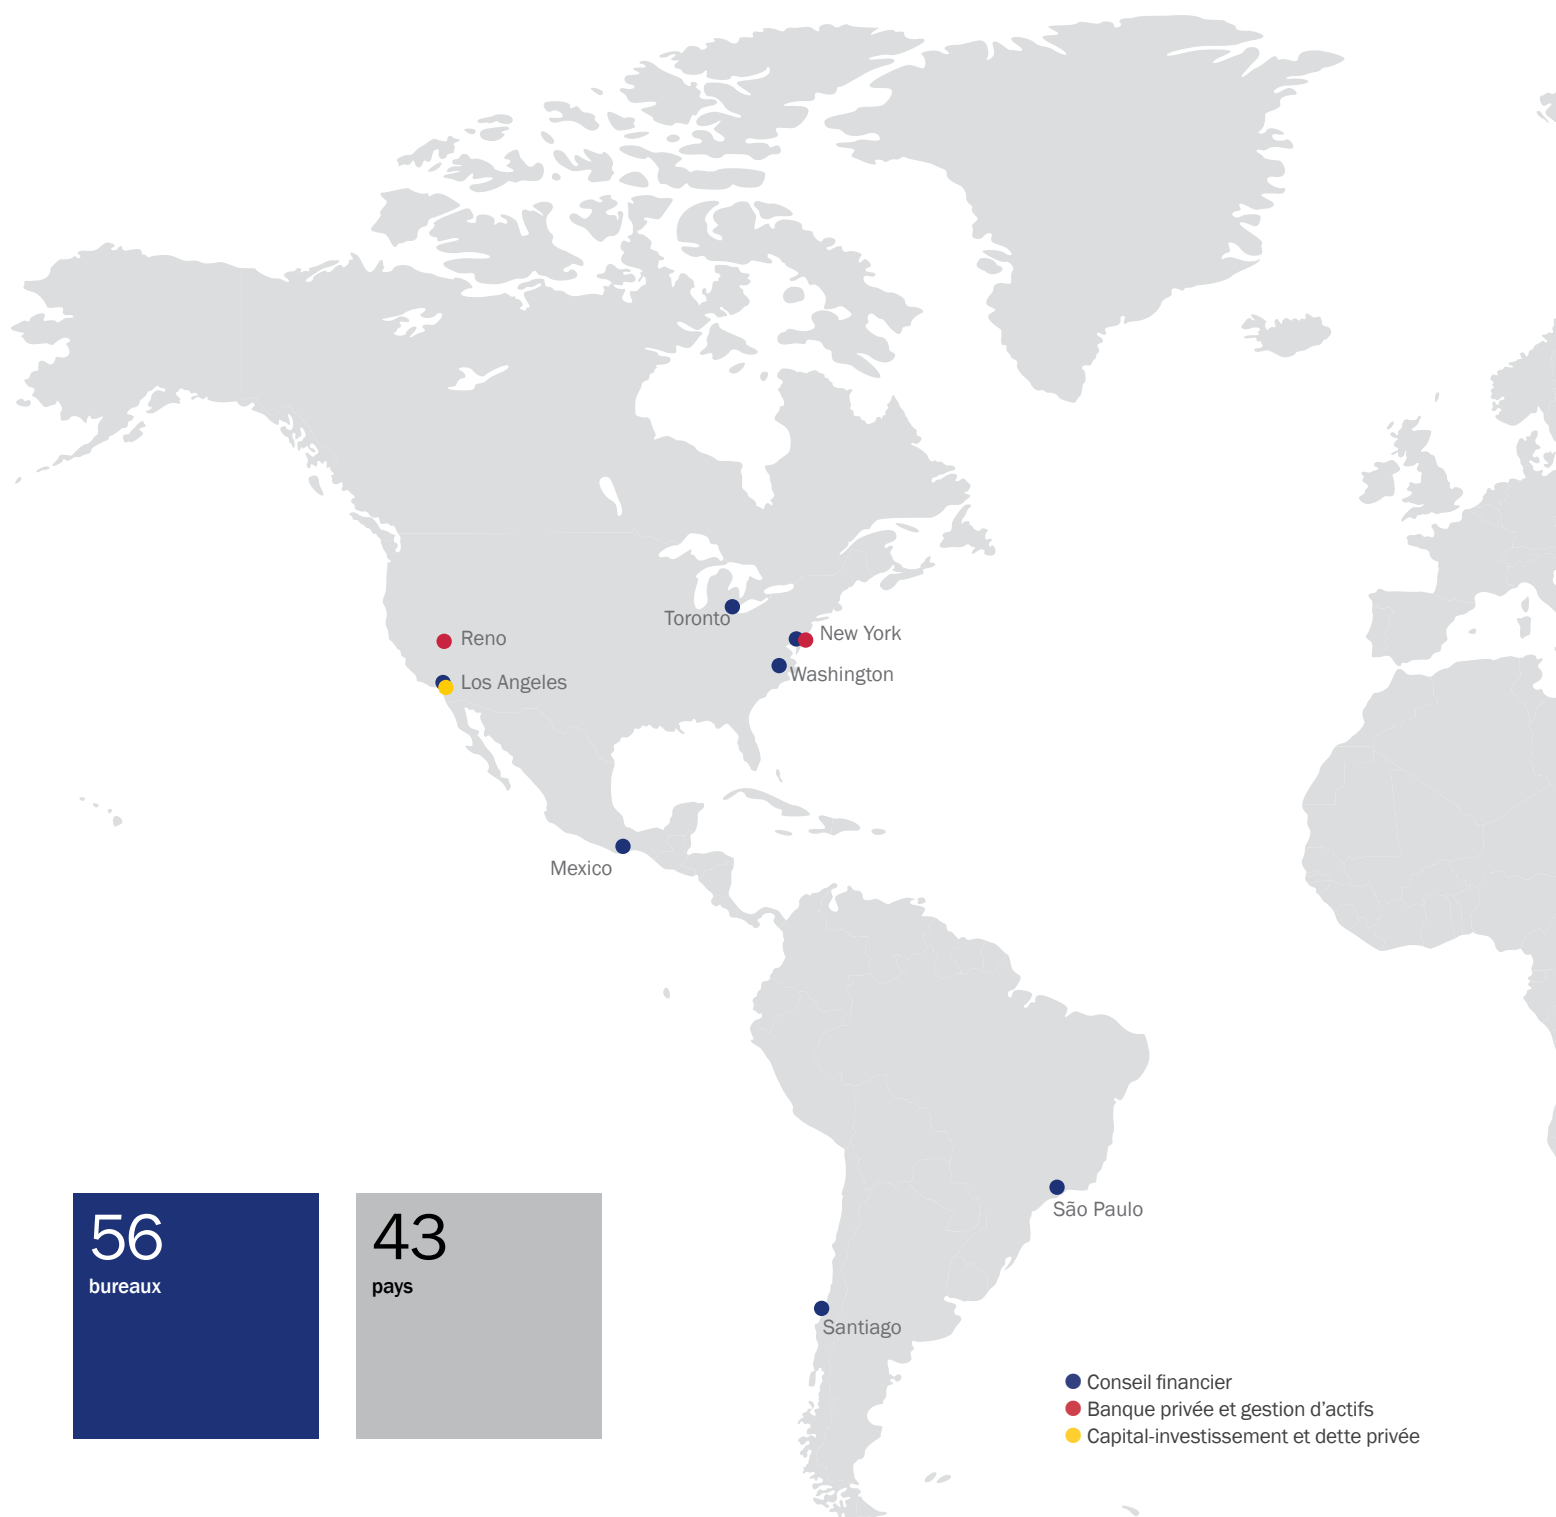 Toronto
New York
Reno
Washington
Los Angeles
Mexico
São Paulo
56
bureaux
43
pays
Santiago
Conseil financier
Banque privée et gestion d’actifs
Capital-investissement et dette privée